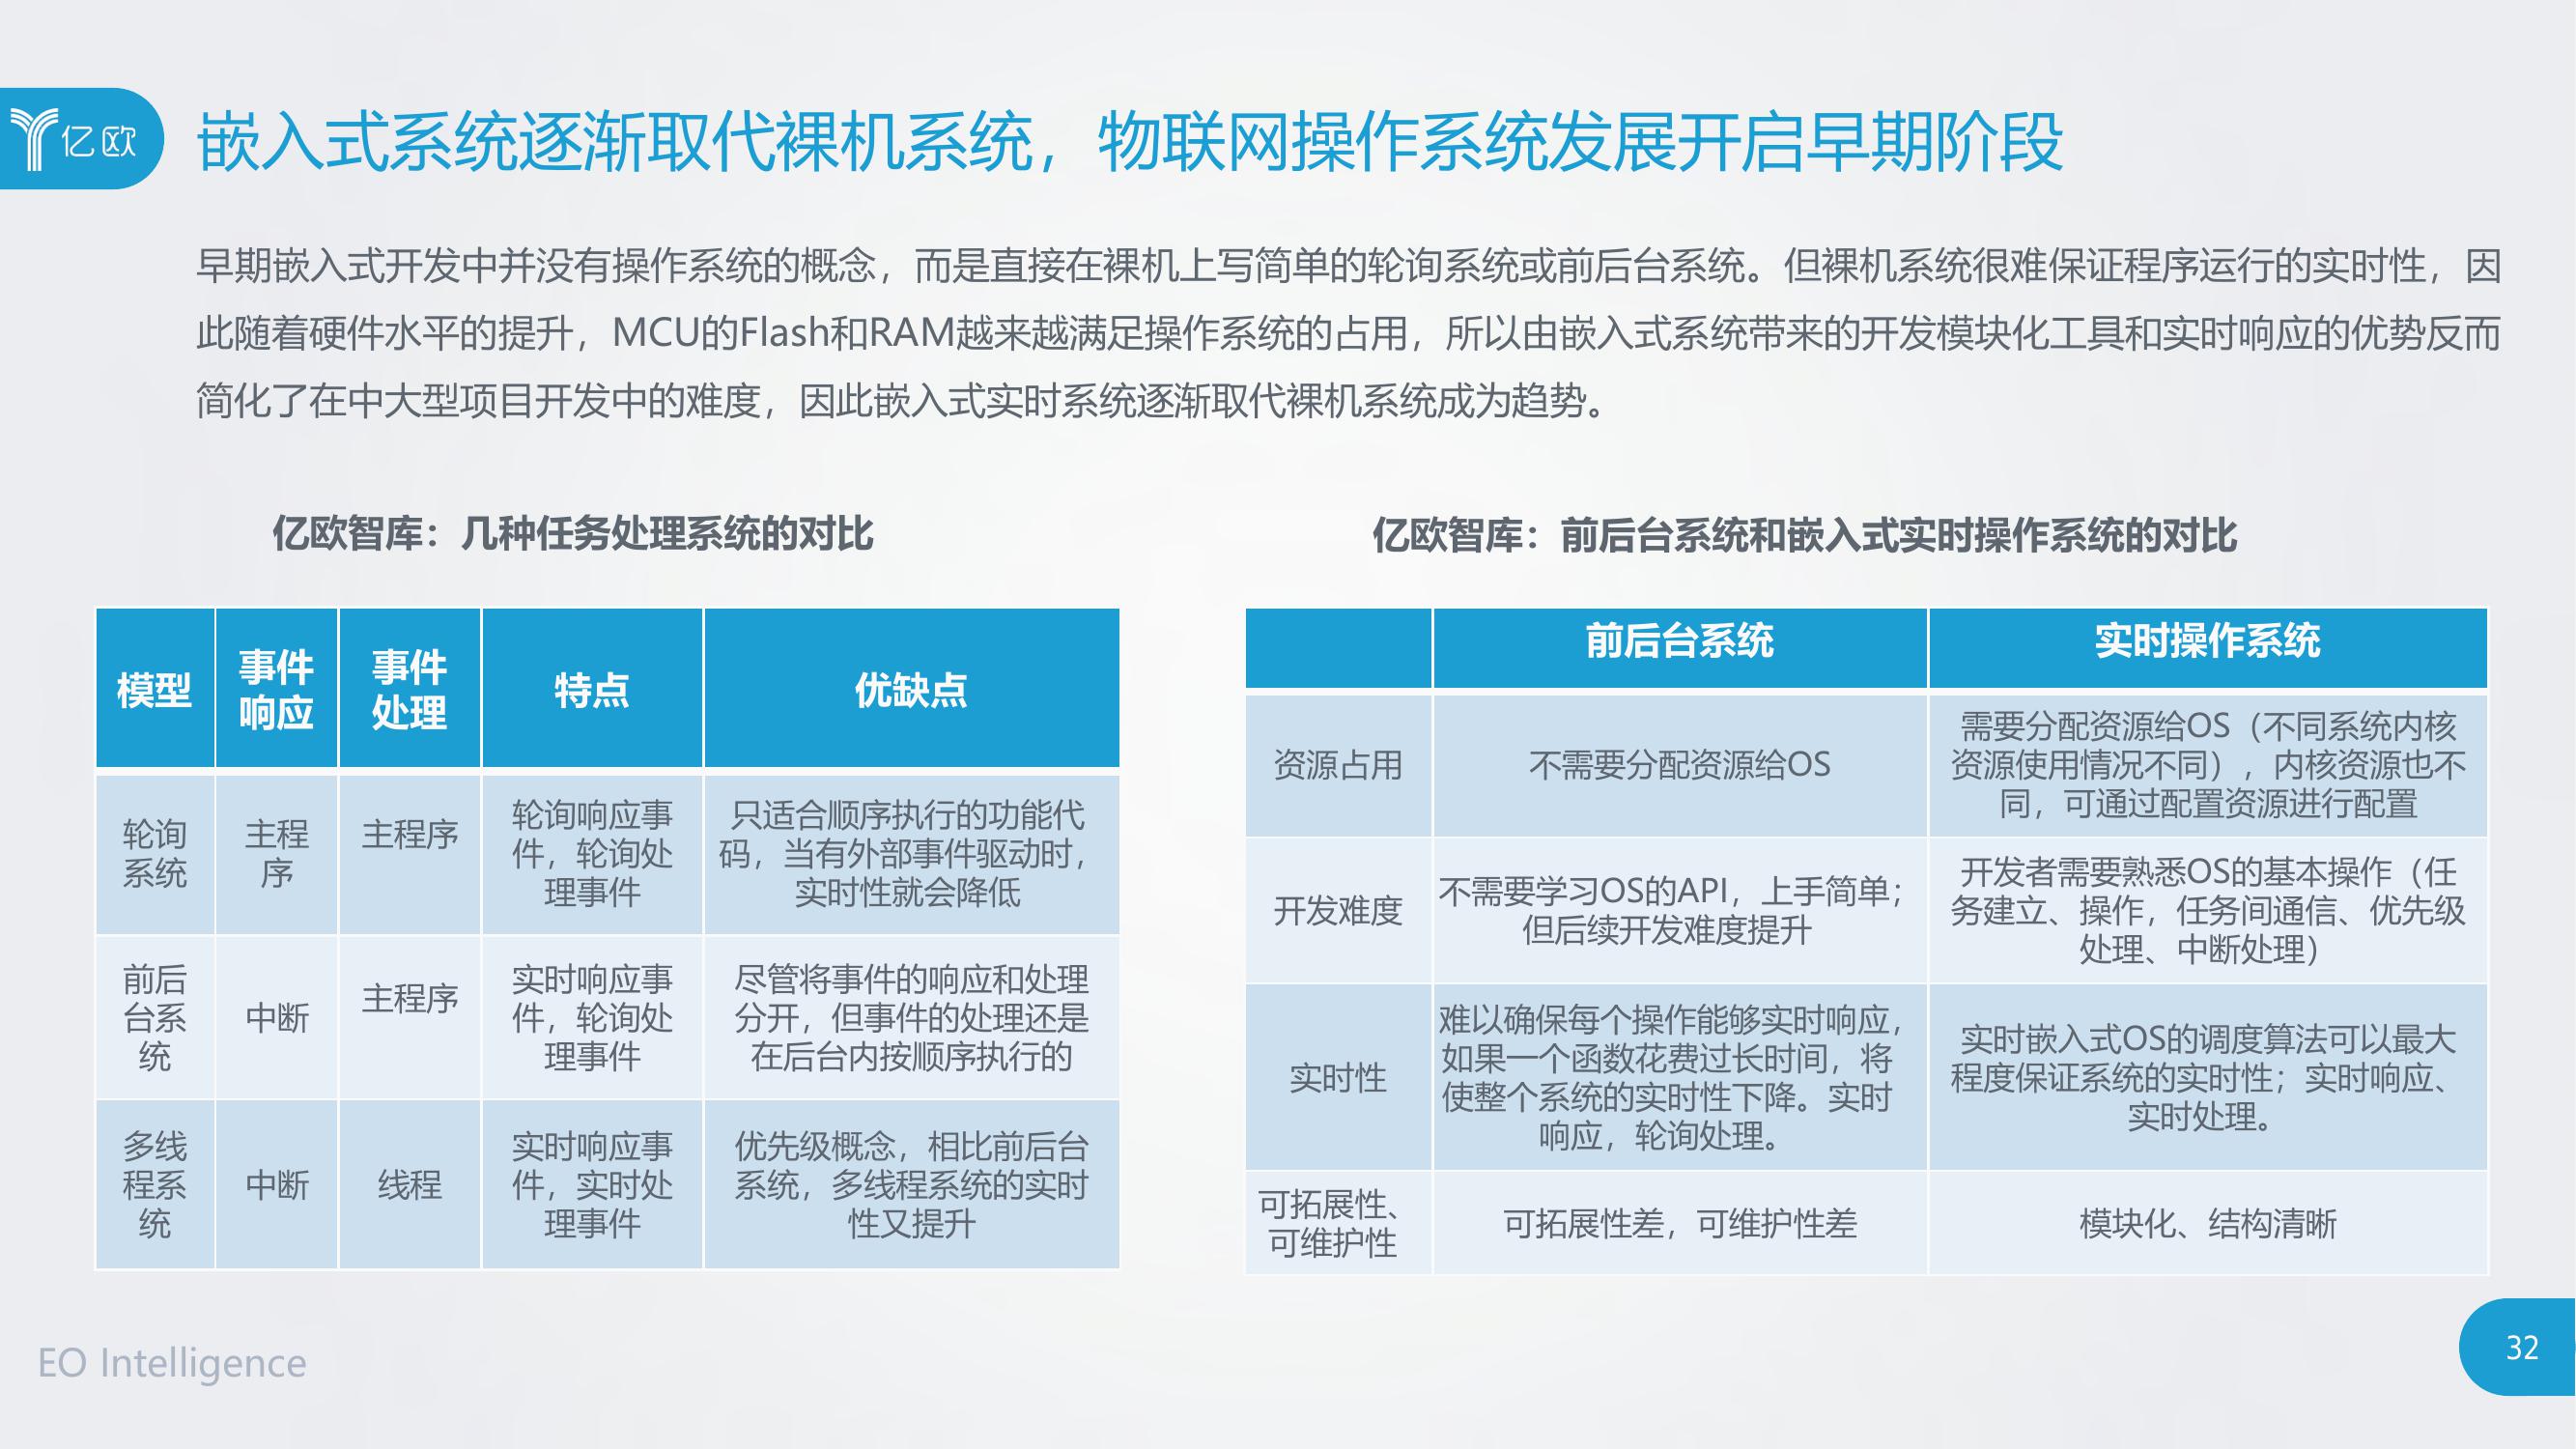 亿欧
嵌入式系统逐渐取代裸机系统，物联网操作系统发展开启早期阶段
早期嵌入式开发中并没有操作系统的概念，而是直接在裸机上写简单的轮询系统或前后台系统。但裸机系统很难保证程序运行的实时性，因
此随着硬件水平的提升，MCU的Flash和RAM越来越满足操作系统的占用，所以由嵌入式系统带来的开发模块化工具和实时响应的优势反而
简化了在中大型项目开发中的难度，因此嵌入式实时系统逐渐取代裸机系统成为趋势。
亿欧智库：几种任务处理系统的对比
模型
事件
响应
事件
处理
特点
优缺点
轮询
系统
主程
序
主程序
轮询响应事
件，轮询处
理事件
只适合顺序执行的功能代
码，当有外部事件驱动时，
实时性就会降低
前后
台系
统
中断
主程序
实时响应事
件，轮询处
理事件
尽管将事件的响应和处理
分开，但事件的处理还是
在后台内按顺序执行的
多线
程系
统
中断
线程
实时响应事
件，实时处
理事件
优先级概念，相比前后台
系统，多线程系统的实时
性又提升
亿欧智库：前后台系统和嵌入式实时操作系统的对比
前后台系统
实时操作系统
资源占用
不需要分配资源给OS
需要分配资源给OS（不同系统内核
资源使用情况不同），内核资源也不
同，可通过配置资源进行配置
开发难度
不需要学习OS的API，上手简单；
但后续开发难度提升
开发者需要熟悉OS的基本操作（任
务建立、操作，任务间通信、优先级
处理、中断处理）
实时性
难以确保每个操作能够实时响应，
如果一个函数花费过长时间，将
使整个系统的实时性下降。实时
响应，轮询处理。
实时嵌入式OS的调度算法可以最大
程度保证系统的实时性；实时响应、
实时处理。
可拓展性、
可维护性
可拓展性差，可维护性差
模块化、结构清晰
EO Intelligence
32